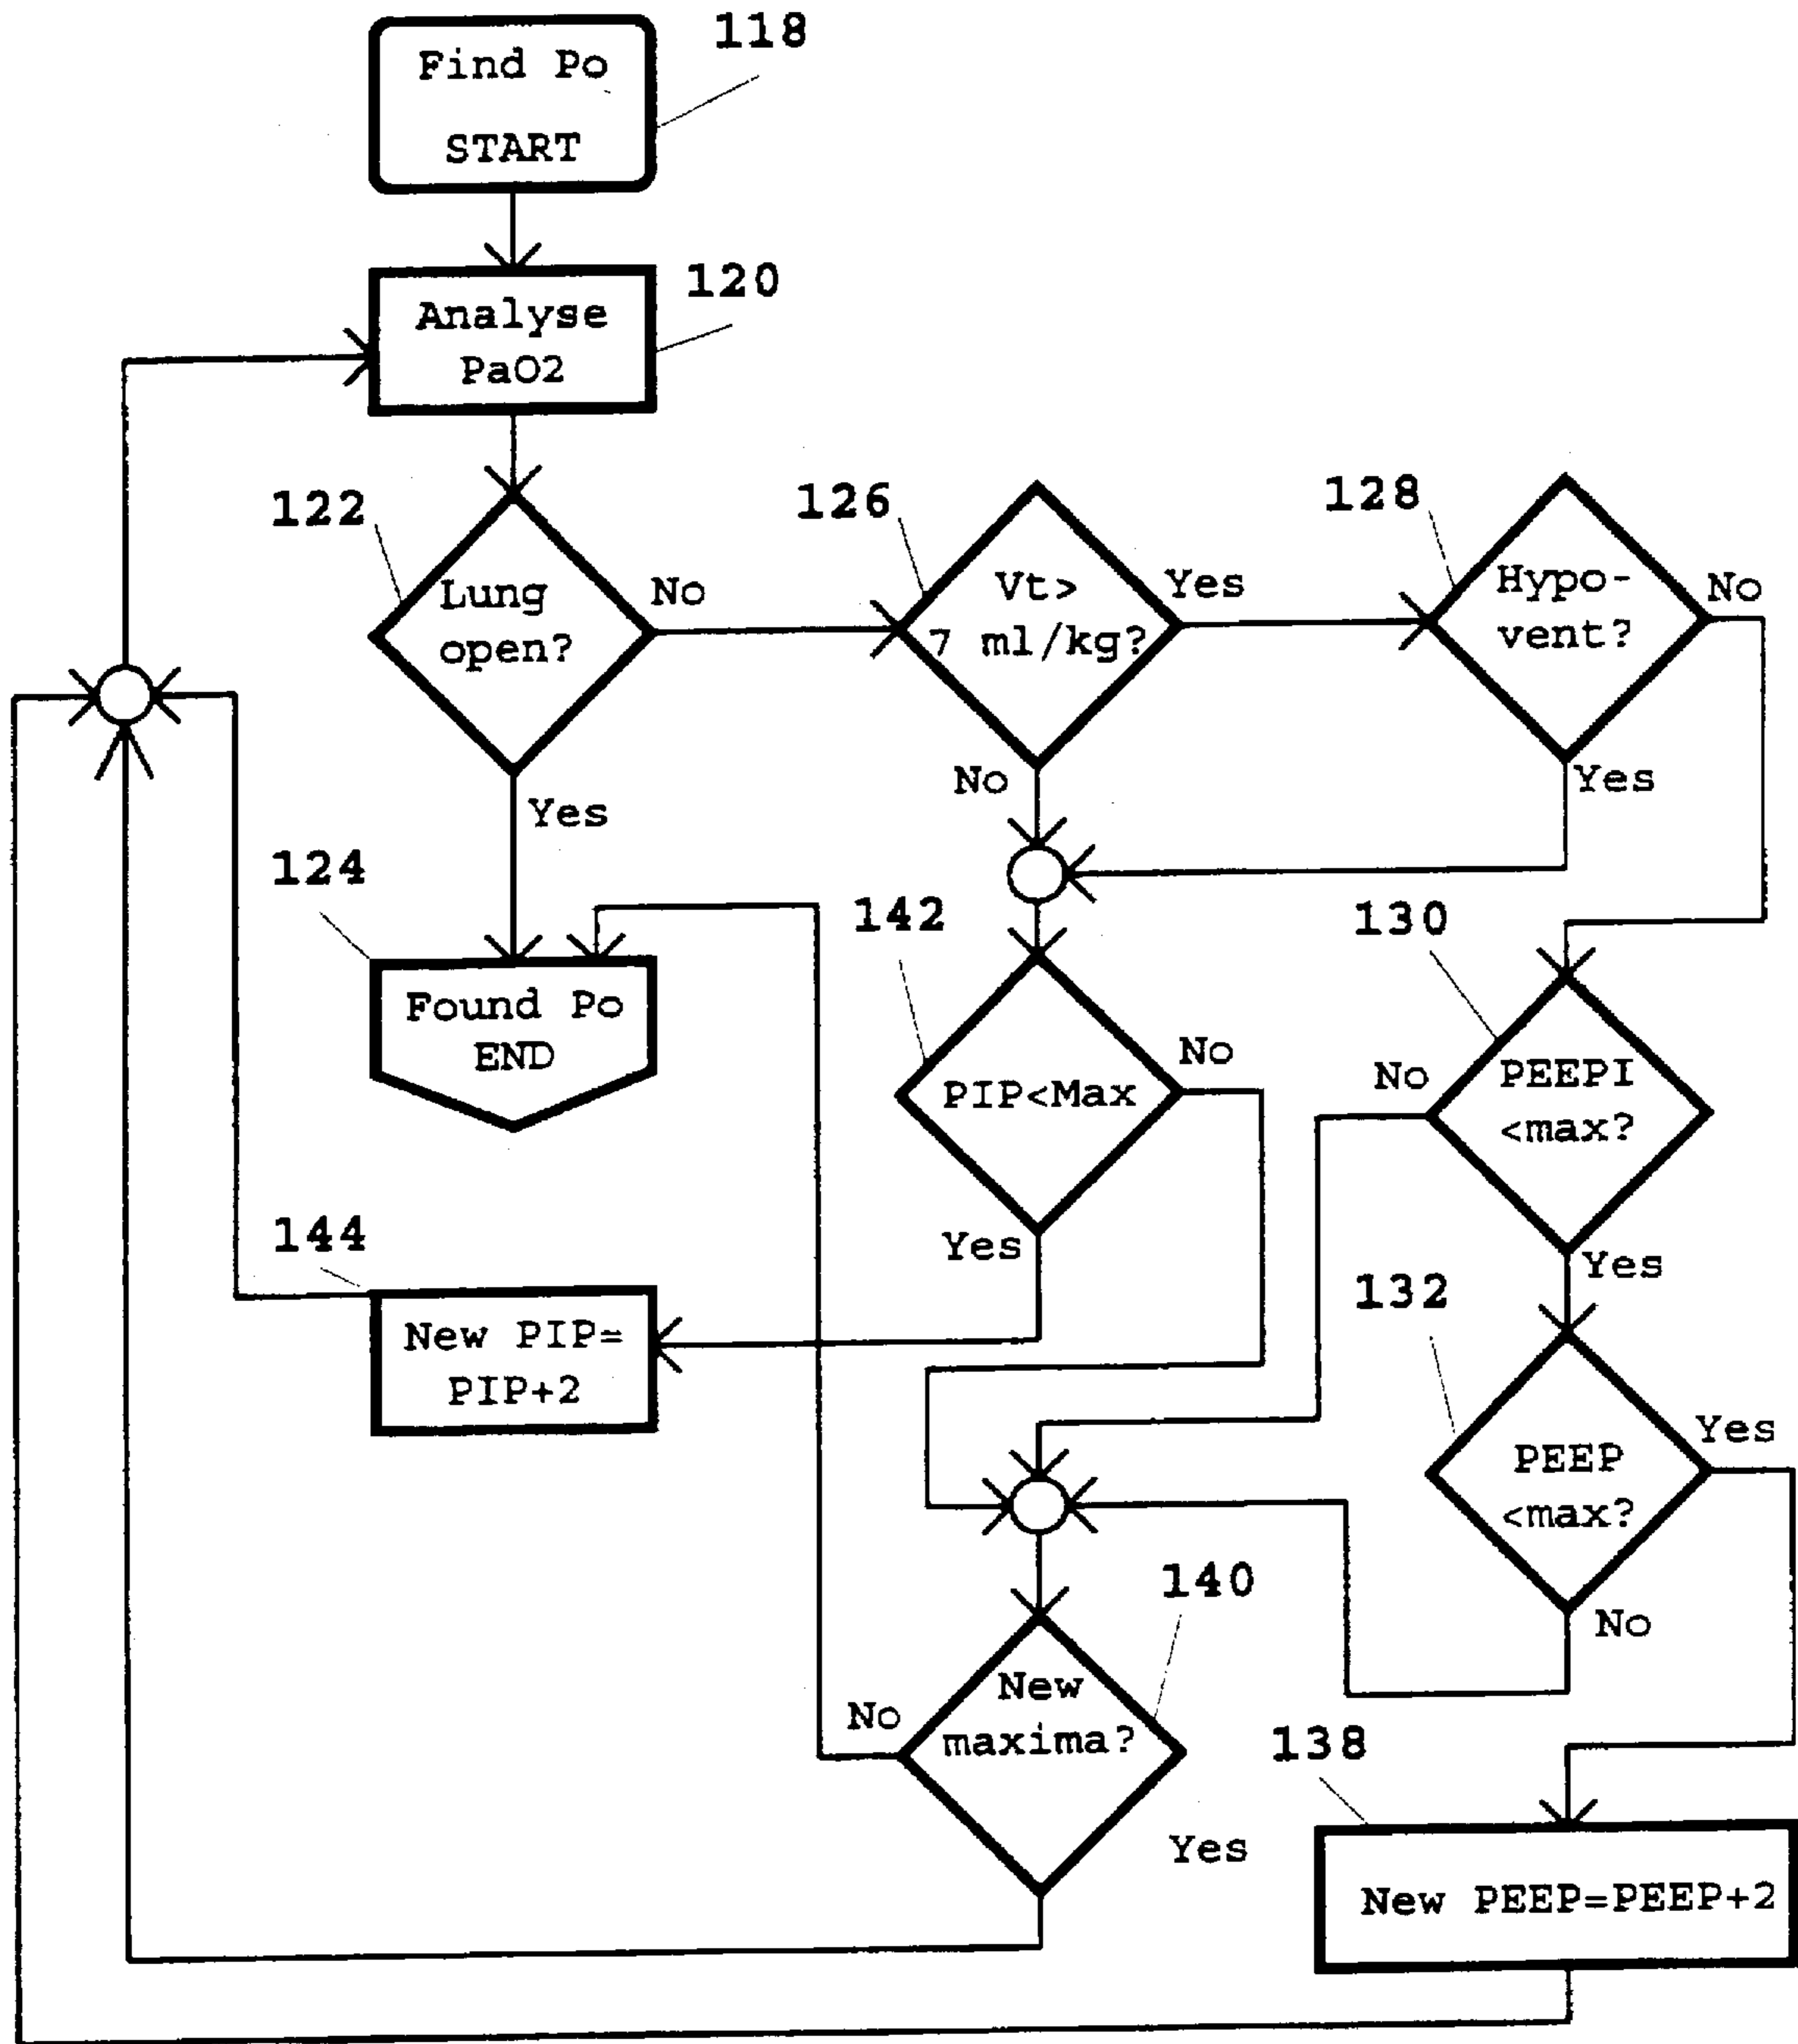 118
Find Po
START
120
Analyse
PaO2
122
Lung
open?
No
Yes
126
Vt>
7 ml/kg?
Yes
No
128
Hypo-
vent?
No
Yes
124
Found Po
END
142
PIP<Max
No
Yes
130
No
PEEPI
<max?
Yes
144
New PIP=
PIP+2
132
PEEP
<max?
Yes
No
140
New
maxima?
No
Yes
138
New PEEP=PEEP+2